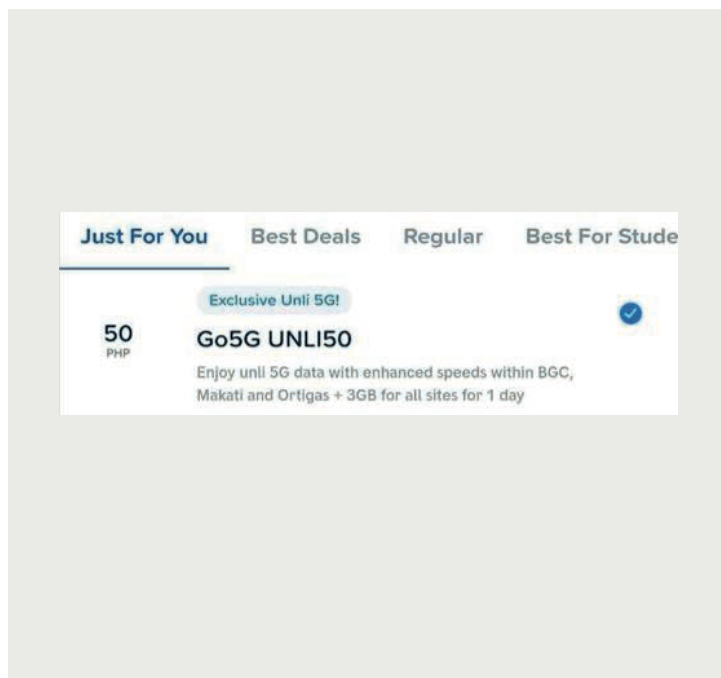 Just For You Best Deals Regular Best For Stude
Exclusive Unli 5G!
50
PHP
Go5G UNLI50
Enjoy unli 5G data with enhanced speeds within BGC,
Makati and Ortigas + 3GB for all sites for 1 day